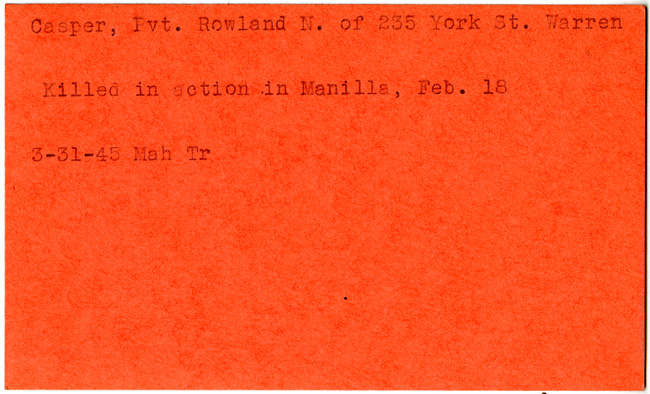 Casper, Pvt. Rowland N. of 235 York St. Warren
Killed in action in Manilla, Feb. 18
3-31-45 Mah Tr